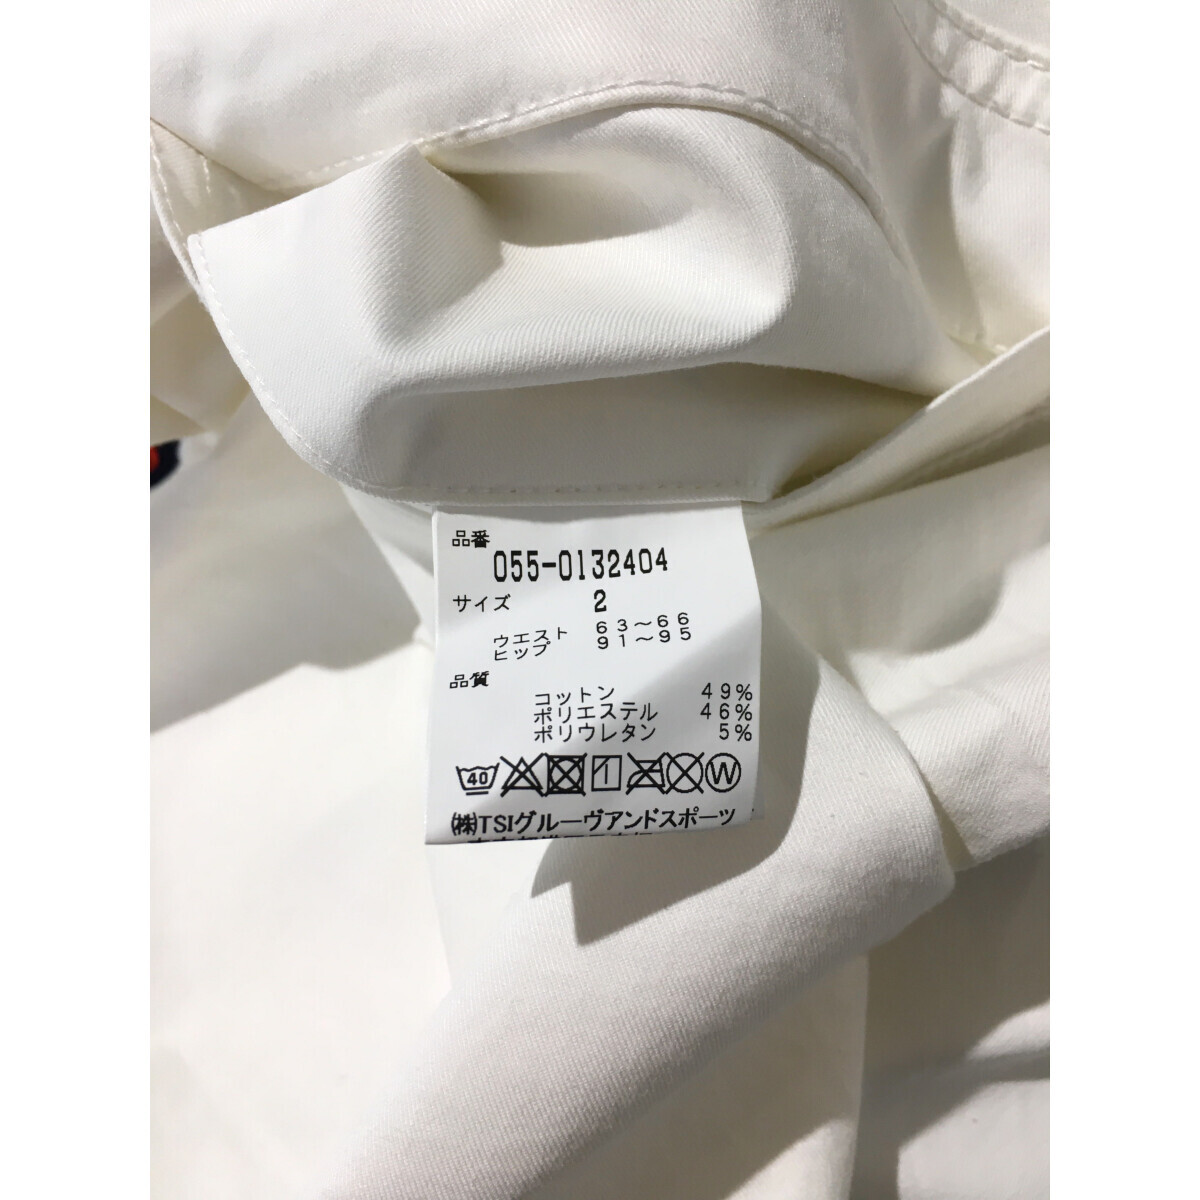 品番
055-0132404
サイズ 2
ウエスト 63～66
ヒップ 91～95
品質
コットン 49%
ポリエステル 46%
ポリウレタン 5%
40 W
㈱TSIグルーヴアンドスポーツ